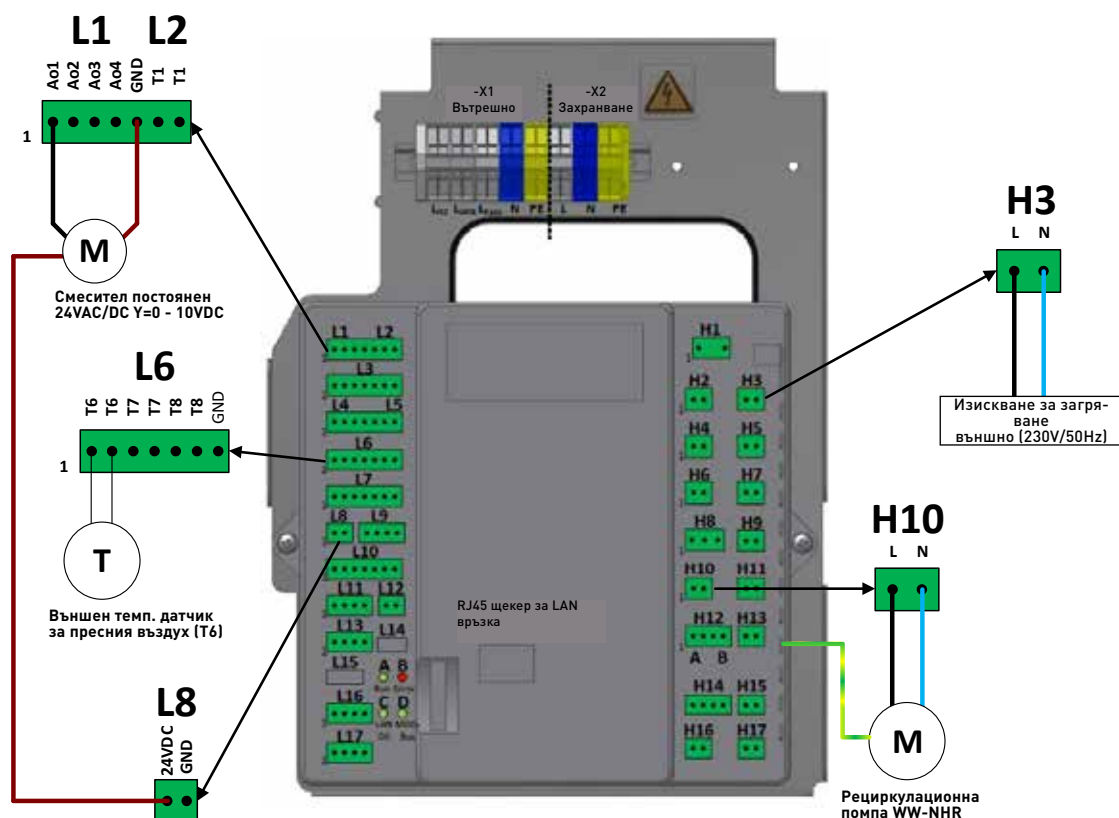 L1 L2
Ao1
Ao2
Ao3
Ao4
GND
T1
T1
1
M
Смесител постоянен
24VAC/DC Y=0 - 10VDC
L6
T6
T6
T7
T7
T8
T8
GND
1
T
Външен темп. датчик
за пресния въздух (T6)
L8
24VDC
GND
-X1
Вътрешно
-X2
Захранване
N PE L N PE
L1 L2
L3
L4 L5
L6
L7
L8 L9
L10
L11 L12
L13 L14
L15
A B
L16
C D
L17
RJ45 щекер за LAN
връзка
H1
H2 H3
H4 H5
H6 H7
H8 H9
H10 H11
H12 H13
A B
H14 H15
H16 H17
H3
L N
Изискване за загря-
ване
външно (230V/50Hz)
H10
L N
M
Рециркулационна
помпа WW-NHR